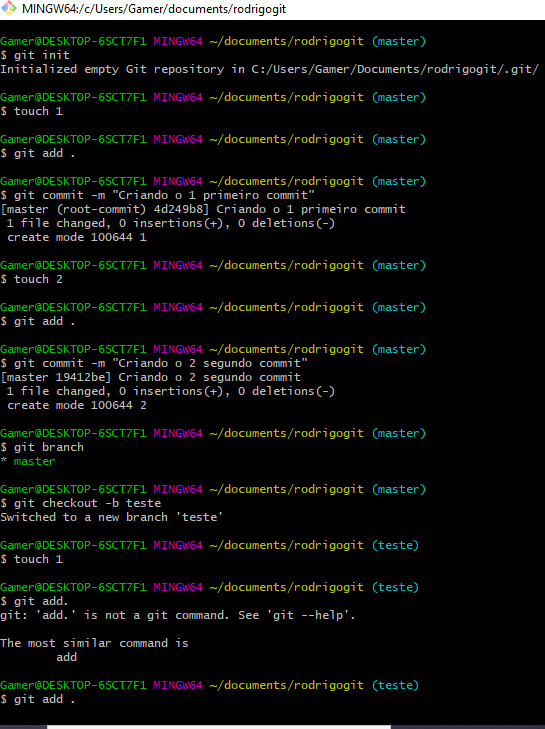 MINGW64:/c/Users/Gamer/documents/rodrigogit
Gamer@DESKTOP-6SCT7F1 MINGW64 ~/documents/rodrigogit (master)
$ git init
Initialized empty Git repository in C:/Users/Gamer/Documents/rodrigogit/.git/
Gamer@DESKTOP-6SCT7F1 MINGW64 ~/documents/rodrigogit (master)
$ touch 1
Gamer@DESKTOP-6SCT7F1 MINGW64 ~/documents/rodrigogit (master)
$ git add .
Gamer@DESKTOP-6SCT7F1 MINGW64 ~/documents/rodrigogit (master)
$ git commit -m "Criando o 1 primeiro commit"
[master (root-commit) 4d249b8] Criando o 1 primeiro commit
 1 file changed, 0 insertions(+), 0 deletions(-)
 create mode 100644 1
Gamer@DESKTOP-6SCT7F1 MINGW64 ~/documents/rodrigogit (master)
$ touch 2
Gamer@DESKTOP-6SCT7F1 MINGW64 ~/documents/rodrigogit (master)
$ git add .
Gamer@DESKTOP-6SCT7F1 MINGW64 ~/documents/rodrigogit (master)
$ git commit -m "Criando o 2 segundo commit"
[master 19412be] Criando o 2 segundo commit
 1 file changed, 0 insertions(+), 0 deletions(-)
 create mode 100644 2
Gamer@DESKTOP-6SCT7F1 MINGW64 ~/documents/rodrigogit (master)
$ git branch
* master
Gamer@DESKTOP-6SCT7F1 MINGW64 ~/documents/rodrigogit (master)
$ git checkout -b teste
Switched to a new branch 'teste'
Gamer@DESKTOP-6SCT7F1 MINGW64 ~/documents/rodrigogit (teste)
$ touch 1
Gamer@DESKTOP-6SCT7F1 MINGW64 ~/documents/rodrigogit (teste)
$ git add.
git: 'add.' is not a git command. See 'git --help'.
The most similar command is
        add
Gamer@DESKTOP-6SCT7F1 MINGW64 ~/documents/rodrigogit (teste)
$ git add .